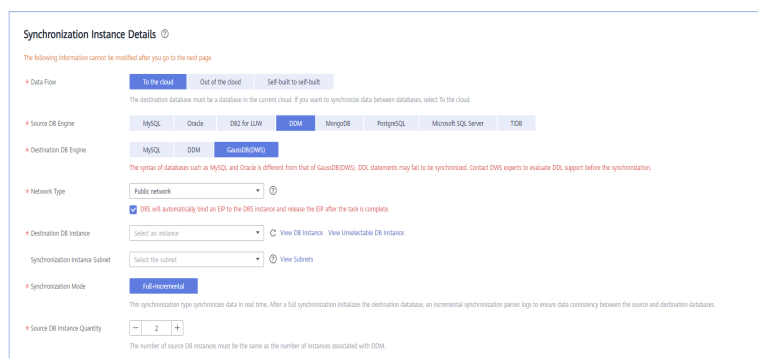 Synchronization Instance Details ?
The following information cannot be modified after you go to the next page.
* Data Flow To the cloud Out of the cloud Self-built to self-built
The destination database must be a database in the current cloud. If you want to synchronize data between databases, select To the cloud.
* Source DB Engine MySQL Oracle DB2 for LUW DDM MongoDB PostgreSQL Microsoft SQL Server TiDB
* Destination DB Engine MySQL DDM GaussDB(DWS)
The syntax of databases such as MySQL and Oracle is different from that of GaussDB(DWS). DDL statements may fail to be synchronized. Contact DWS experts to evaluate DDL support before the synchronization.
* Network Type Public network ?
DRS will automatically bind an EIP to the DRS instance and release the EIP after the task is complete.
* Destination DB Instance Select an instance View DB Instance View Unselectable DB Instance
Synchronization Instance Subnet Select the subnet ? View Subnets
* Synchronization Mode Full+Incremental
This synchronization type synchronizes data in real time. After a full synchronization initializes the destination database, an incremental synchronization parses logs to ensure data consistency between the source and destination databases.
* Source DB Instance Quantity − 2 +
The number of source DB instances must be the same as the number of instances associated with DDM.